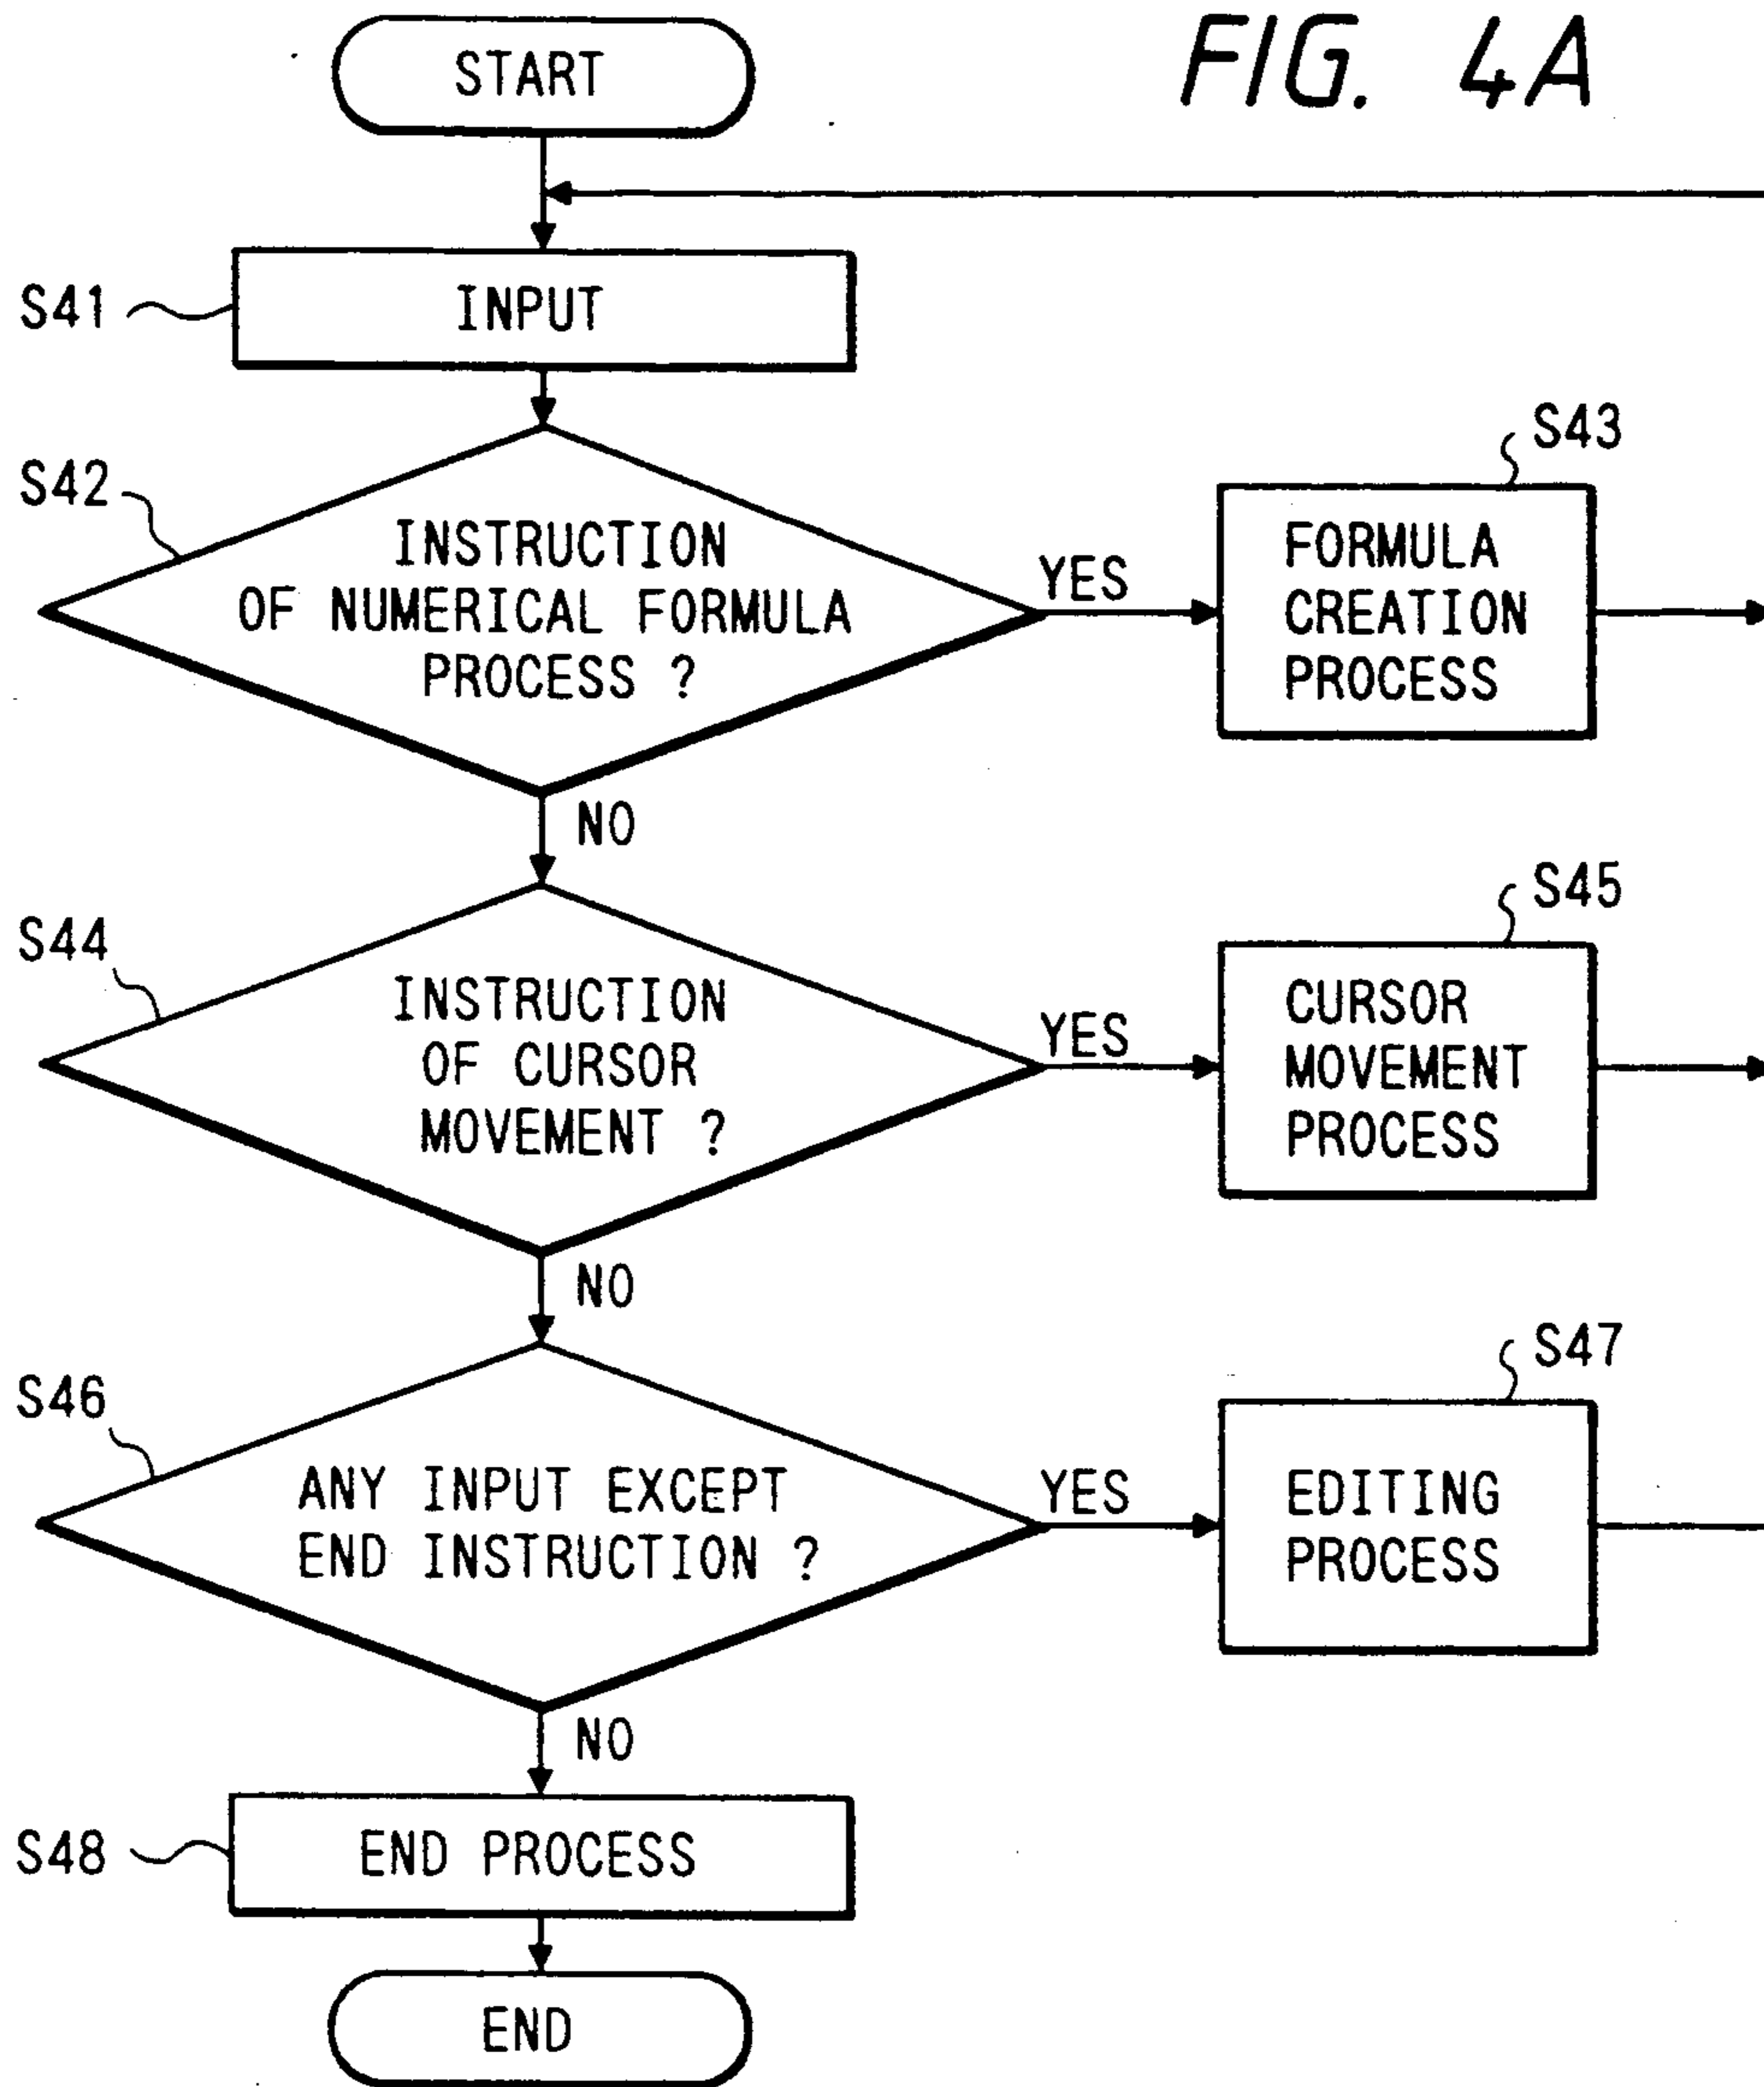 FIG. 4A
START
S41
INPUT
S42
INSTRUCTION
OF NUMERICAL FORMULA
PROCESS ?
YES
S43
FORMULA
CREATION
PROCESS
NO
S44
INSTRUCTION
OF CURSOR
MOVEMENT ?
YES
S45
CURSOR
MOVEMENT
PROCESS
NO
S46
ANY INPUT EXCEPT
END INSTRUCTION ?
YES
S47
EDITING
PROCESS
NO
S48
END PROCESS
END